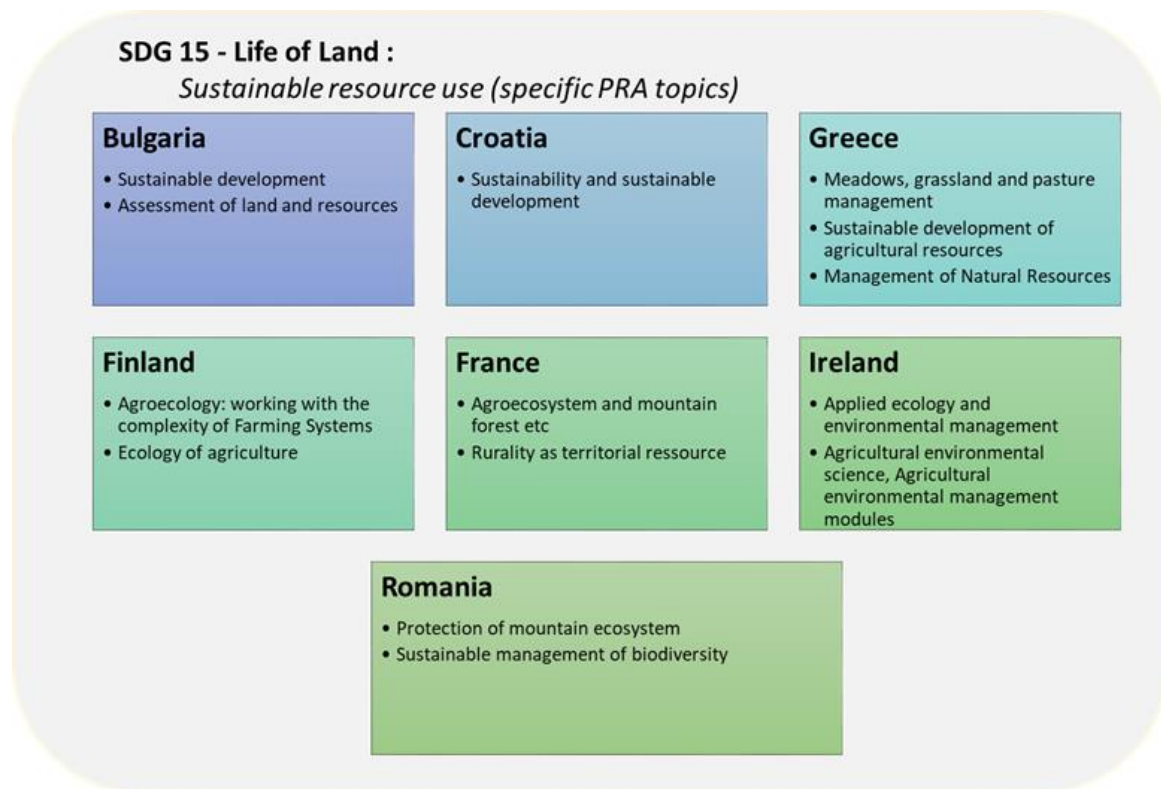 SDG 15 - Life of Land :
Sustainable resource use (specific PRA topics)
Bulgaria
• Sustainable development
• Assessment of land and resources
Croatia
• Sustainability and sustainable
development
Greece
• Meadows, grassland and pasture
management
• Sustainable development of
agricultural resources
• Management of Natural Resources
Finland
• Agroecology: working with the
complexity of Farming Systems
• Ecology of agriculture
France
• Agroecosystem and mountain
forest etc
• Rurality as territorial ressource
Ireland
• Applied ecology and
environmental management
• Agricultural environmental
science, Agricultural
environmental management
modules
Romania
• Protection of mountain ecosystem
• Sustainable management of biodiversity